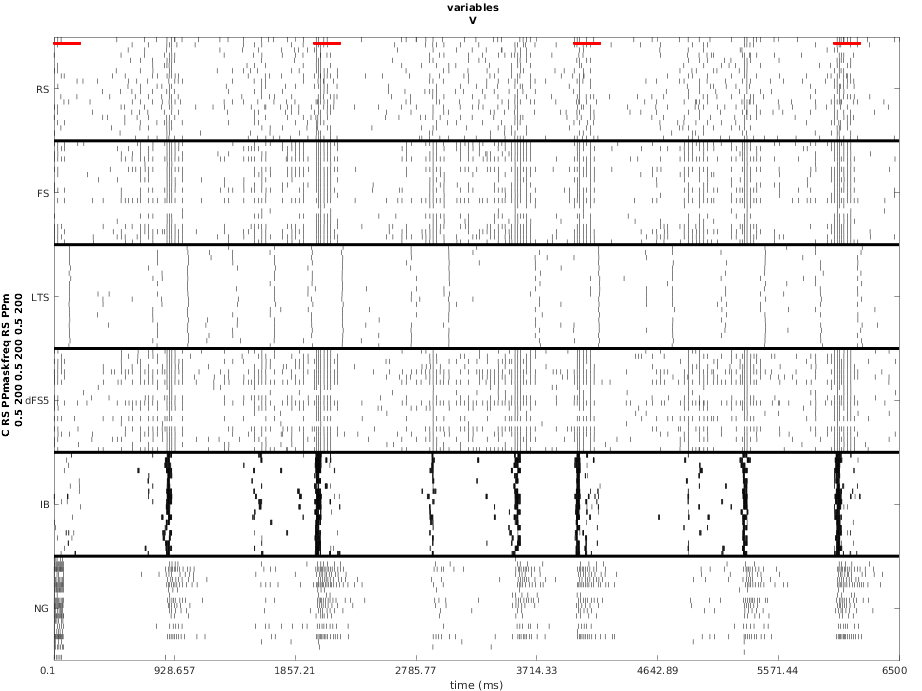 variables
V
RS
FS
LTS
dFS5
IB
NG
C RS PPmaskfreq RS PPm
0.5 200 0.5 200 0.5 200
0.1 928.657 1857.21 2785.77 3714.33 4642.89 5571.44 6500
time (ms)